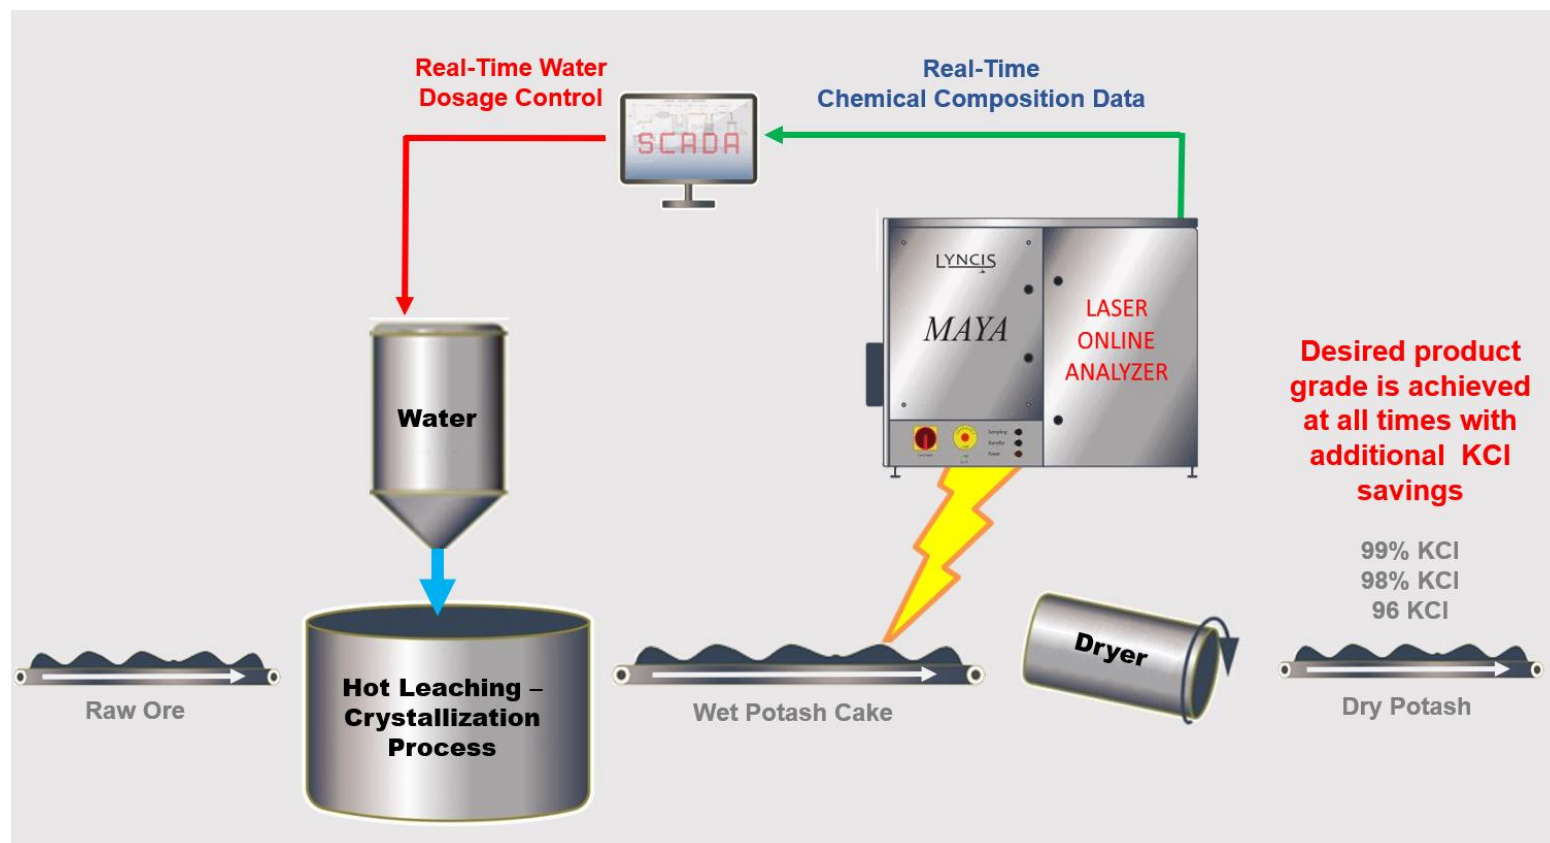 Real-Time Water
Dosage Control
Real-Time
Chemical Composition Data
SCADA
LYNCIS
MAYA
LASER
ONLINE
ANALYZER
Water
Desired product
grade is achieved
at all times with
additional KCl
savings
99% KCl
98% KCl
96 KCl
Hot Leaching –
Crystallization
Process
Dryer
Raw Ore
Wet Potash Cake
Dry Potash